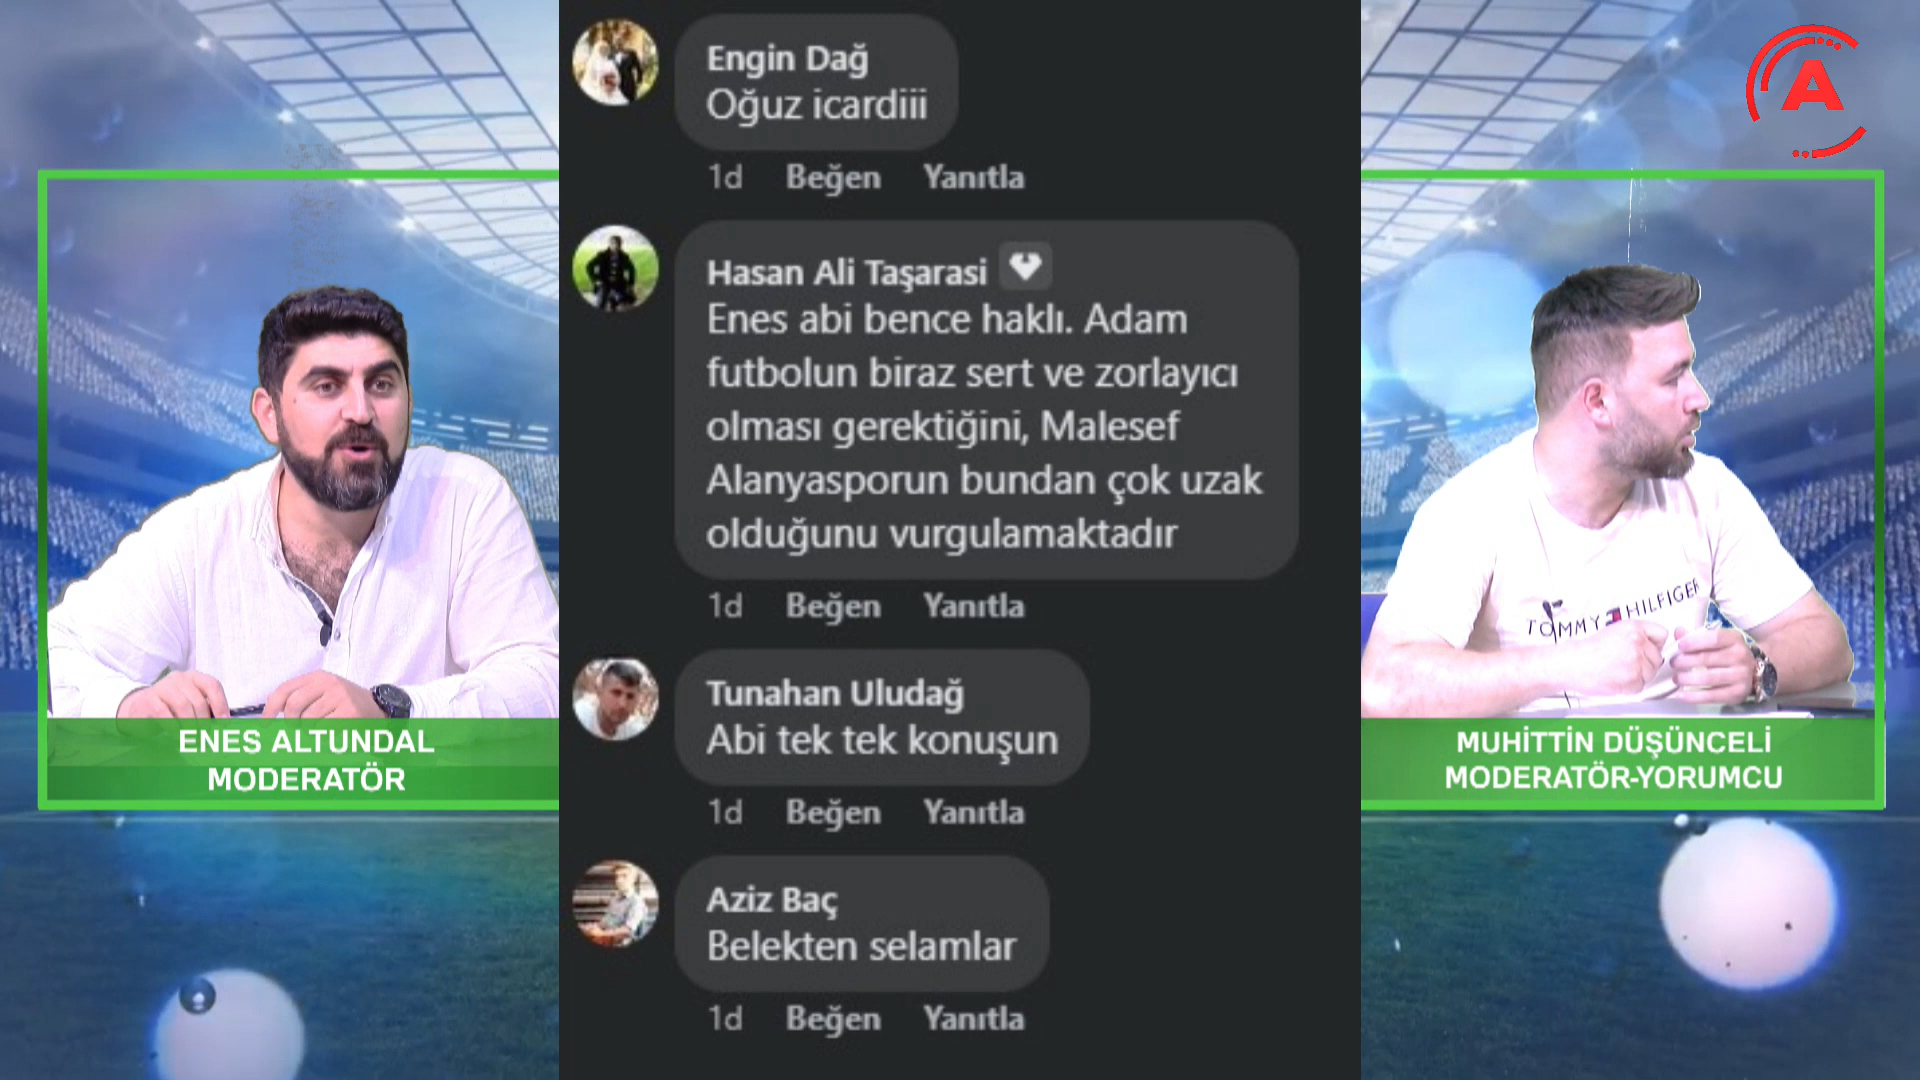 Engin Dağ
Oğuz icardiii
1d Beğen Yanıtla
Hasan Ali Taşarasi
Enes abi bence haklı. Adam
futbolun biraz sert ve zorlayıcı
olması gerektiğini, Malesef
Alanyasporun bundan çok uzak
olduğunu vurgulamaktadır
1d Beğen Yanıtla
Tunahan Uludağ
Abi tek tek konuşun
1d Beğen Yanıtla
Aziz Baç
Belekten selamlar
1d Beğen Yanıtla
ENES ALTUNDAL
MODERATÖR
A
TOMMY HILFIGER
MUHİTTİN DÜŞÜNCELİ
MODERATÖR-YORUMCU